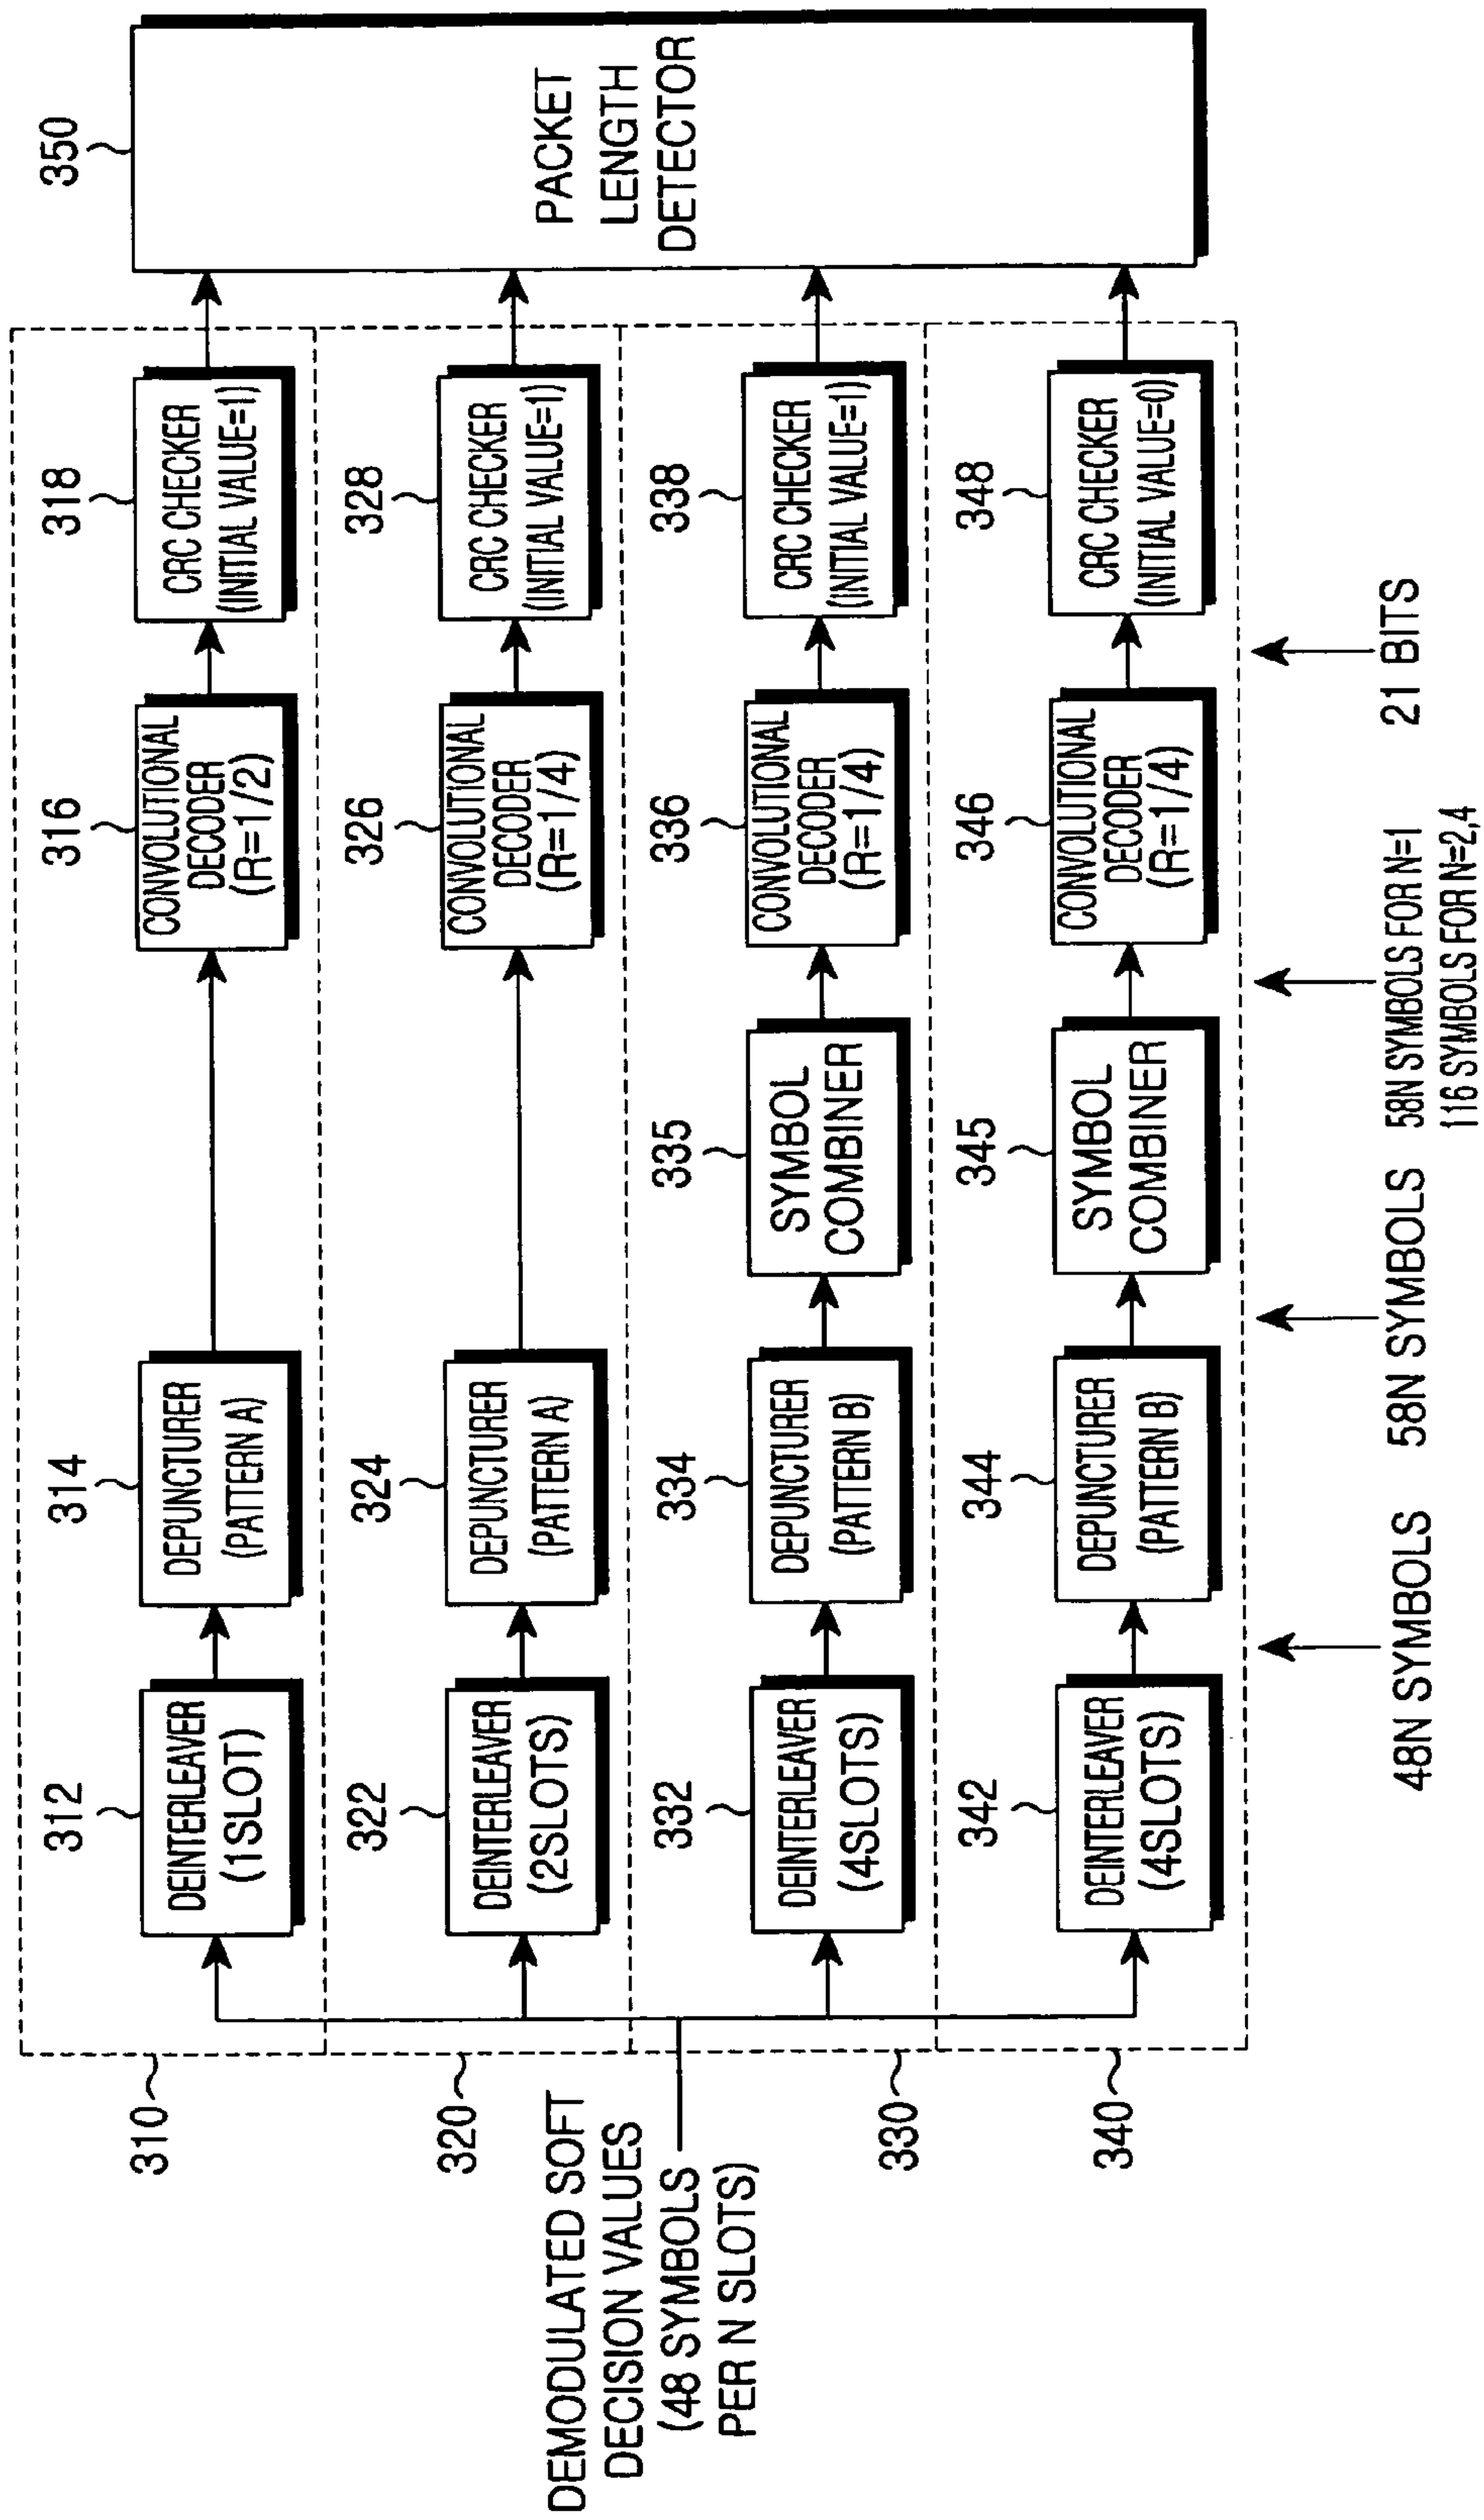 310
312
DEINTERLEAVER
(1SLOT)
314
DEPUNCTURER
(PATTERN A)
316
CONVOLUTIONAL
DECODER
(R=1/2)
318
CRC CHECKER
(INITIAL VALUE=1)
350
PACKET
LENGTH
DETECTOR
320
322
DEINTERLEAVER
(2SLOTS)
324
DEPUNCTURER
(PATTERN A)
326
CONVOLUTIONAL
DECODER
(R=1/4)
328
CRC CHECKER
(INITIAL VALUE=1)
DEMODULATED SOFT
DECISION VALUES
(48 SYMBOLS
PER N SLOTS)
330
332
DEINTERLEAVER
(4SLOTS)
334
DEPUNCTURER
(PATTERN B)
335
SYMBOL
COMBINER
336
CONVOLUTIONAL
DECODER
(R=1/4)
338
CRC CHECKER
(INITIAL VALUE=1)
340
342
DEINTERLEAVER
(4SLOTS)
344
DEPUNCTURER
(PATTERN B)
345
SYMBOL
COMBINER
346
CONVOLUTIONAL
DECODER
(R=1/4)
348
CRC CHECKER
(INITIAL VALUE=0)
48N SYMBOLS
58N SYMBOLS
58N SYMBOLS FOR N=1
116 SYMBOLS FOR N=2,4
21 BITS